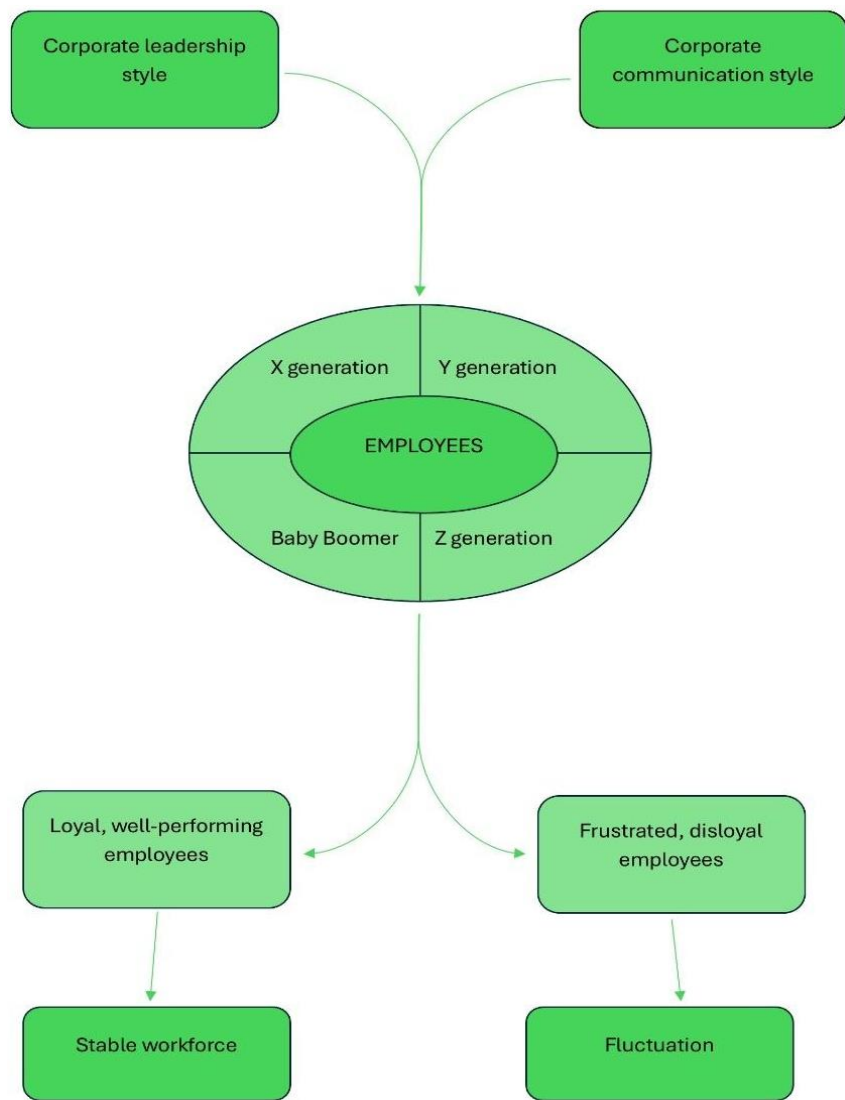 Corporate leadership
style
Corporate
communication style
X generation
Y generation
EMPLOYEES
Baby Boomer
Z generation
Loyal, well-performing
employees
Frustrated, disloyal
employees
Stable workforce
Fluctuation